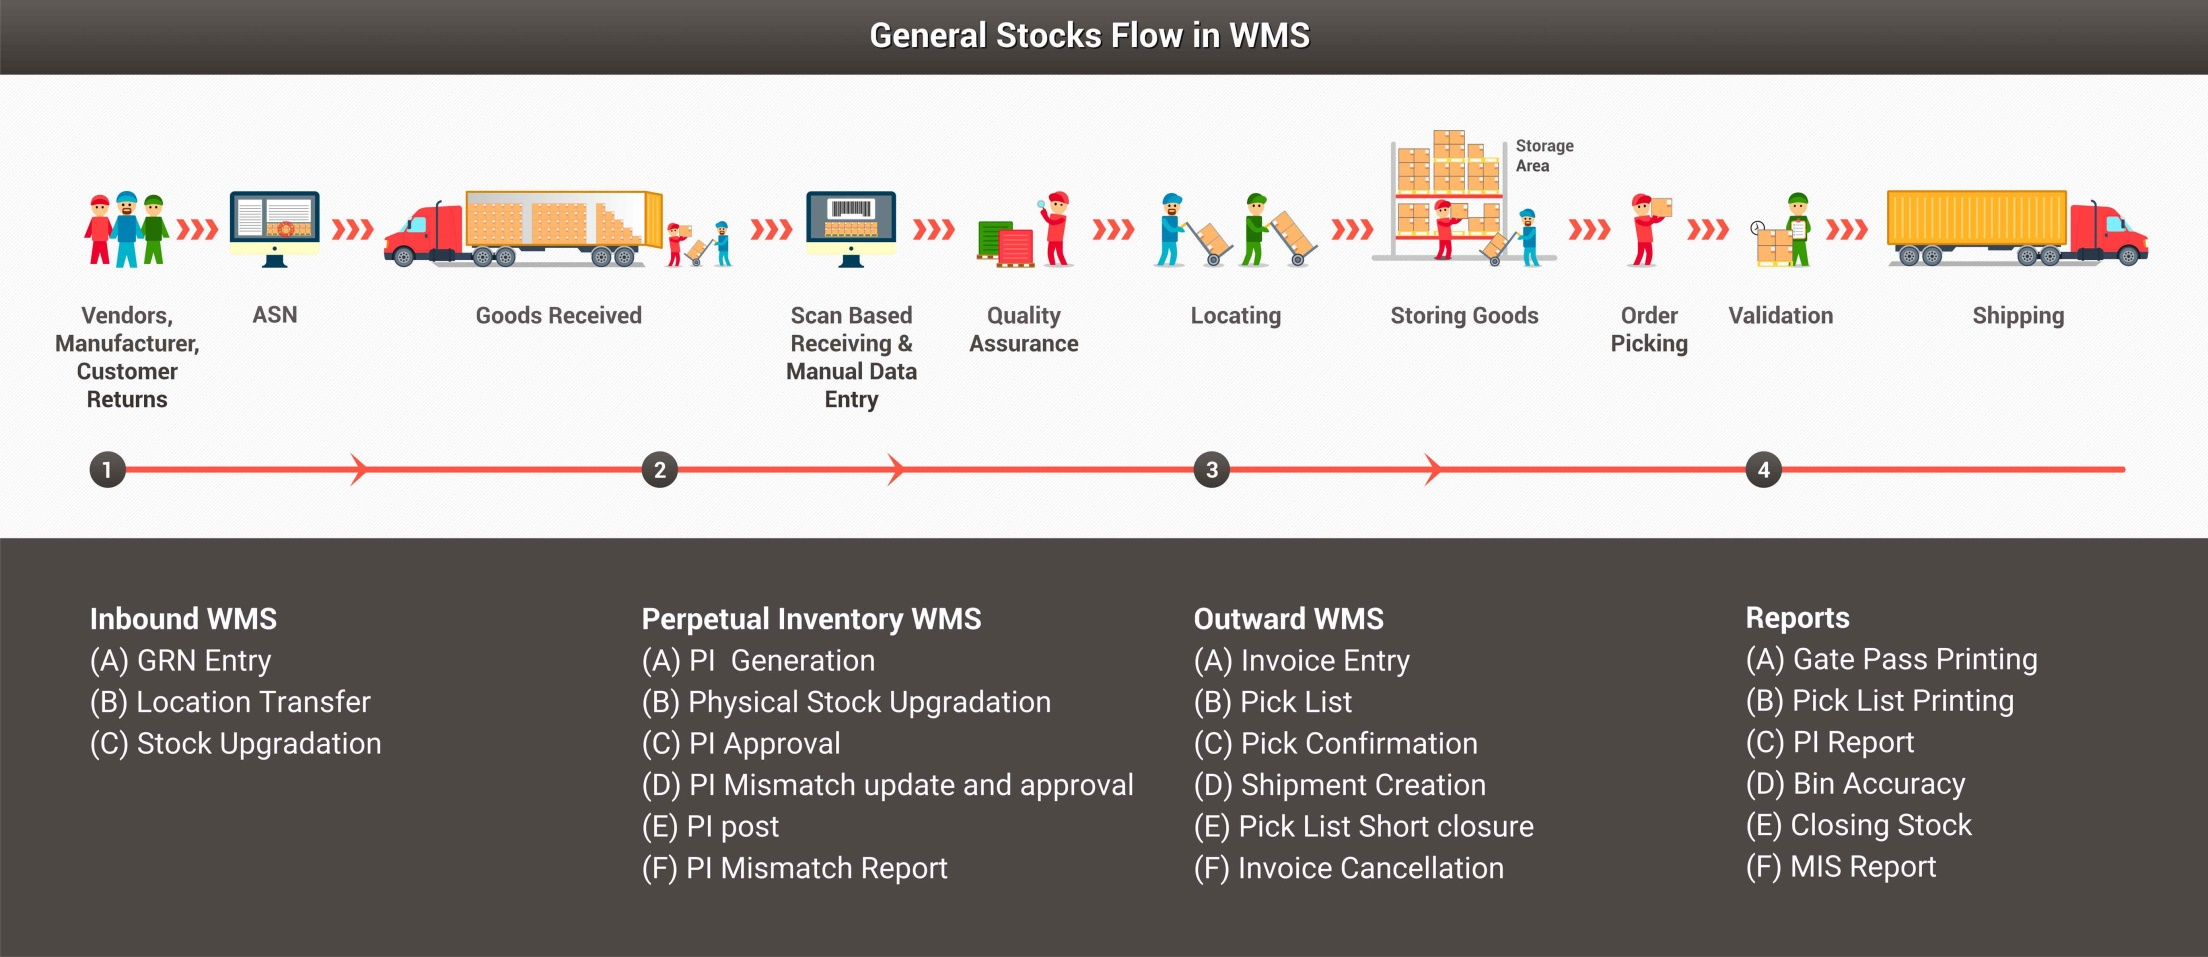 General Stocks Flow in WMS
Storage
Area
Vendors,
Manufacturer,
Customer
Returns
ASN
Goods Received
Scan Based
Receiving &
Manual Data
Entry
Quality
Assurance
Locating
Storing Goods
Order
Picking
Validation
Shipping
1
2
3
4
Inbound WMS
(A) GRN Entry
(B) Location Transfer
(C) Stock Upgradation
Perpetual Inventory WMS
(A) PI  Generation
(B) Physical Stock Upgradation
(C) PI Approval
(D) PI Mismatch update and approval
(E) PI post
(F) PI Mismatch Report
Outward WMS
(A) Invoice Entry
(B) Pick List
(C) Pick Confirmation
(D) Shipment Creation
(E) Pick List Short closure
(F) Invoice Cancellation
Reports
(A) Gate Pass Printing
(B) Pick List Printing
(C) PI Report
(D) Bin Accuracy
(E) Closing Stock
(F) MIS Report